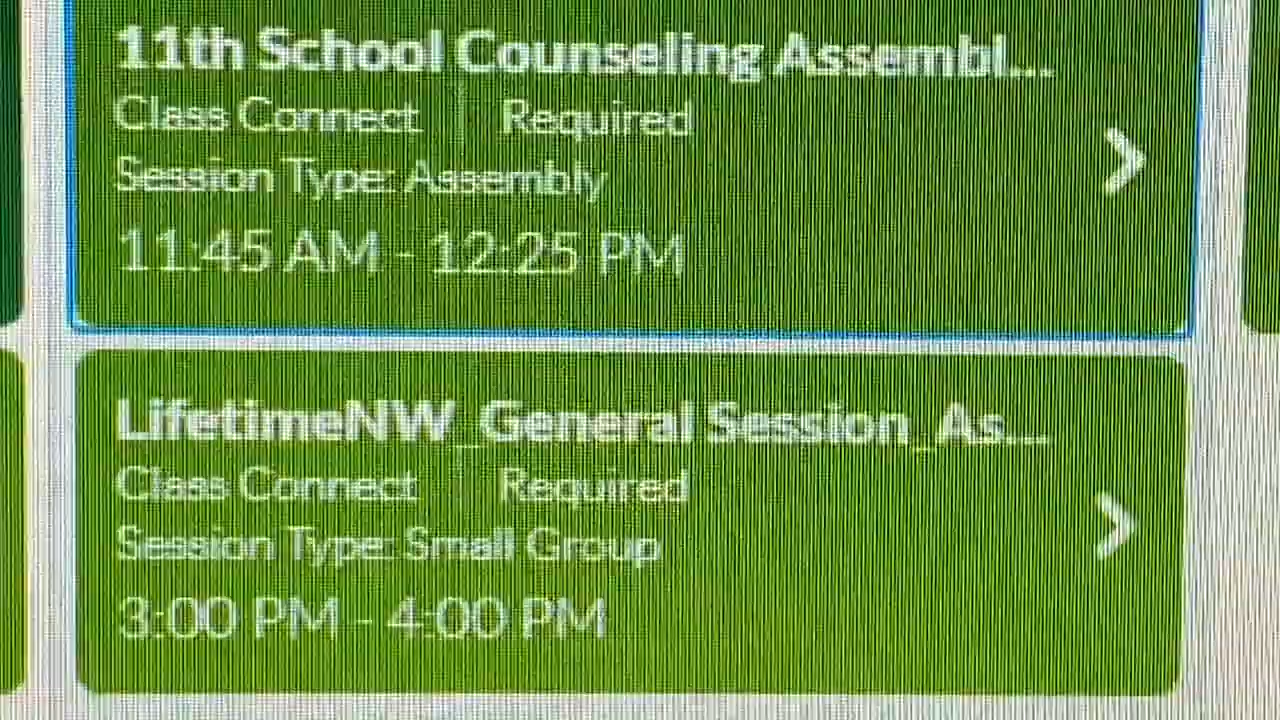 11th School Counseling Assembl...
Class Connect Required
Session Type: Assembly
11:45 AM - 12:25 PM
LifetimeNW_General Session_As...
Class Connect Required
Session Type: Small Group
3:00 PM - 4:00 PM